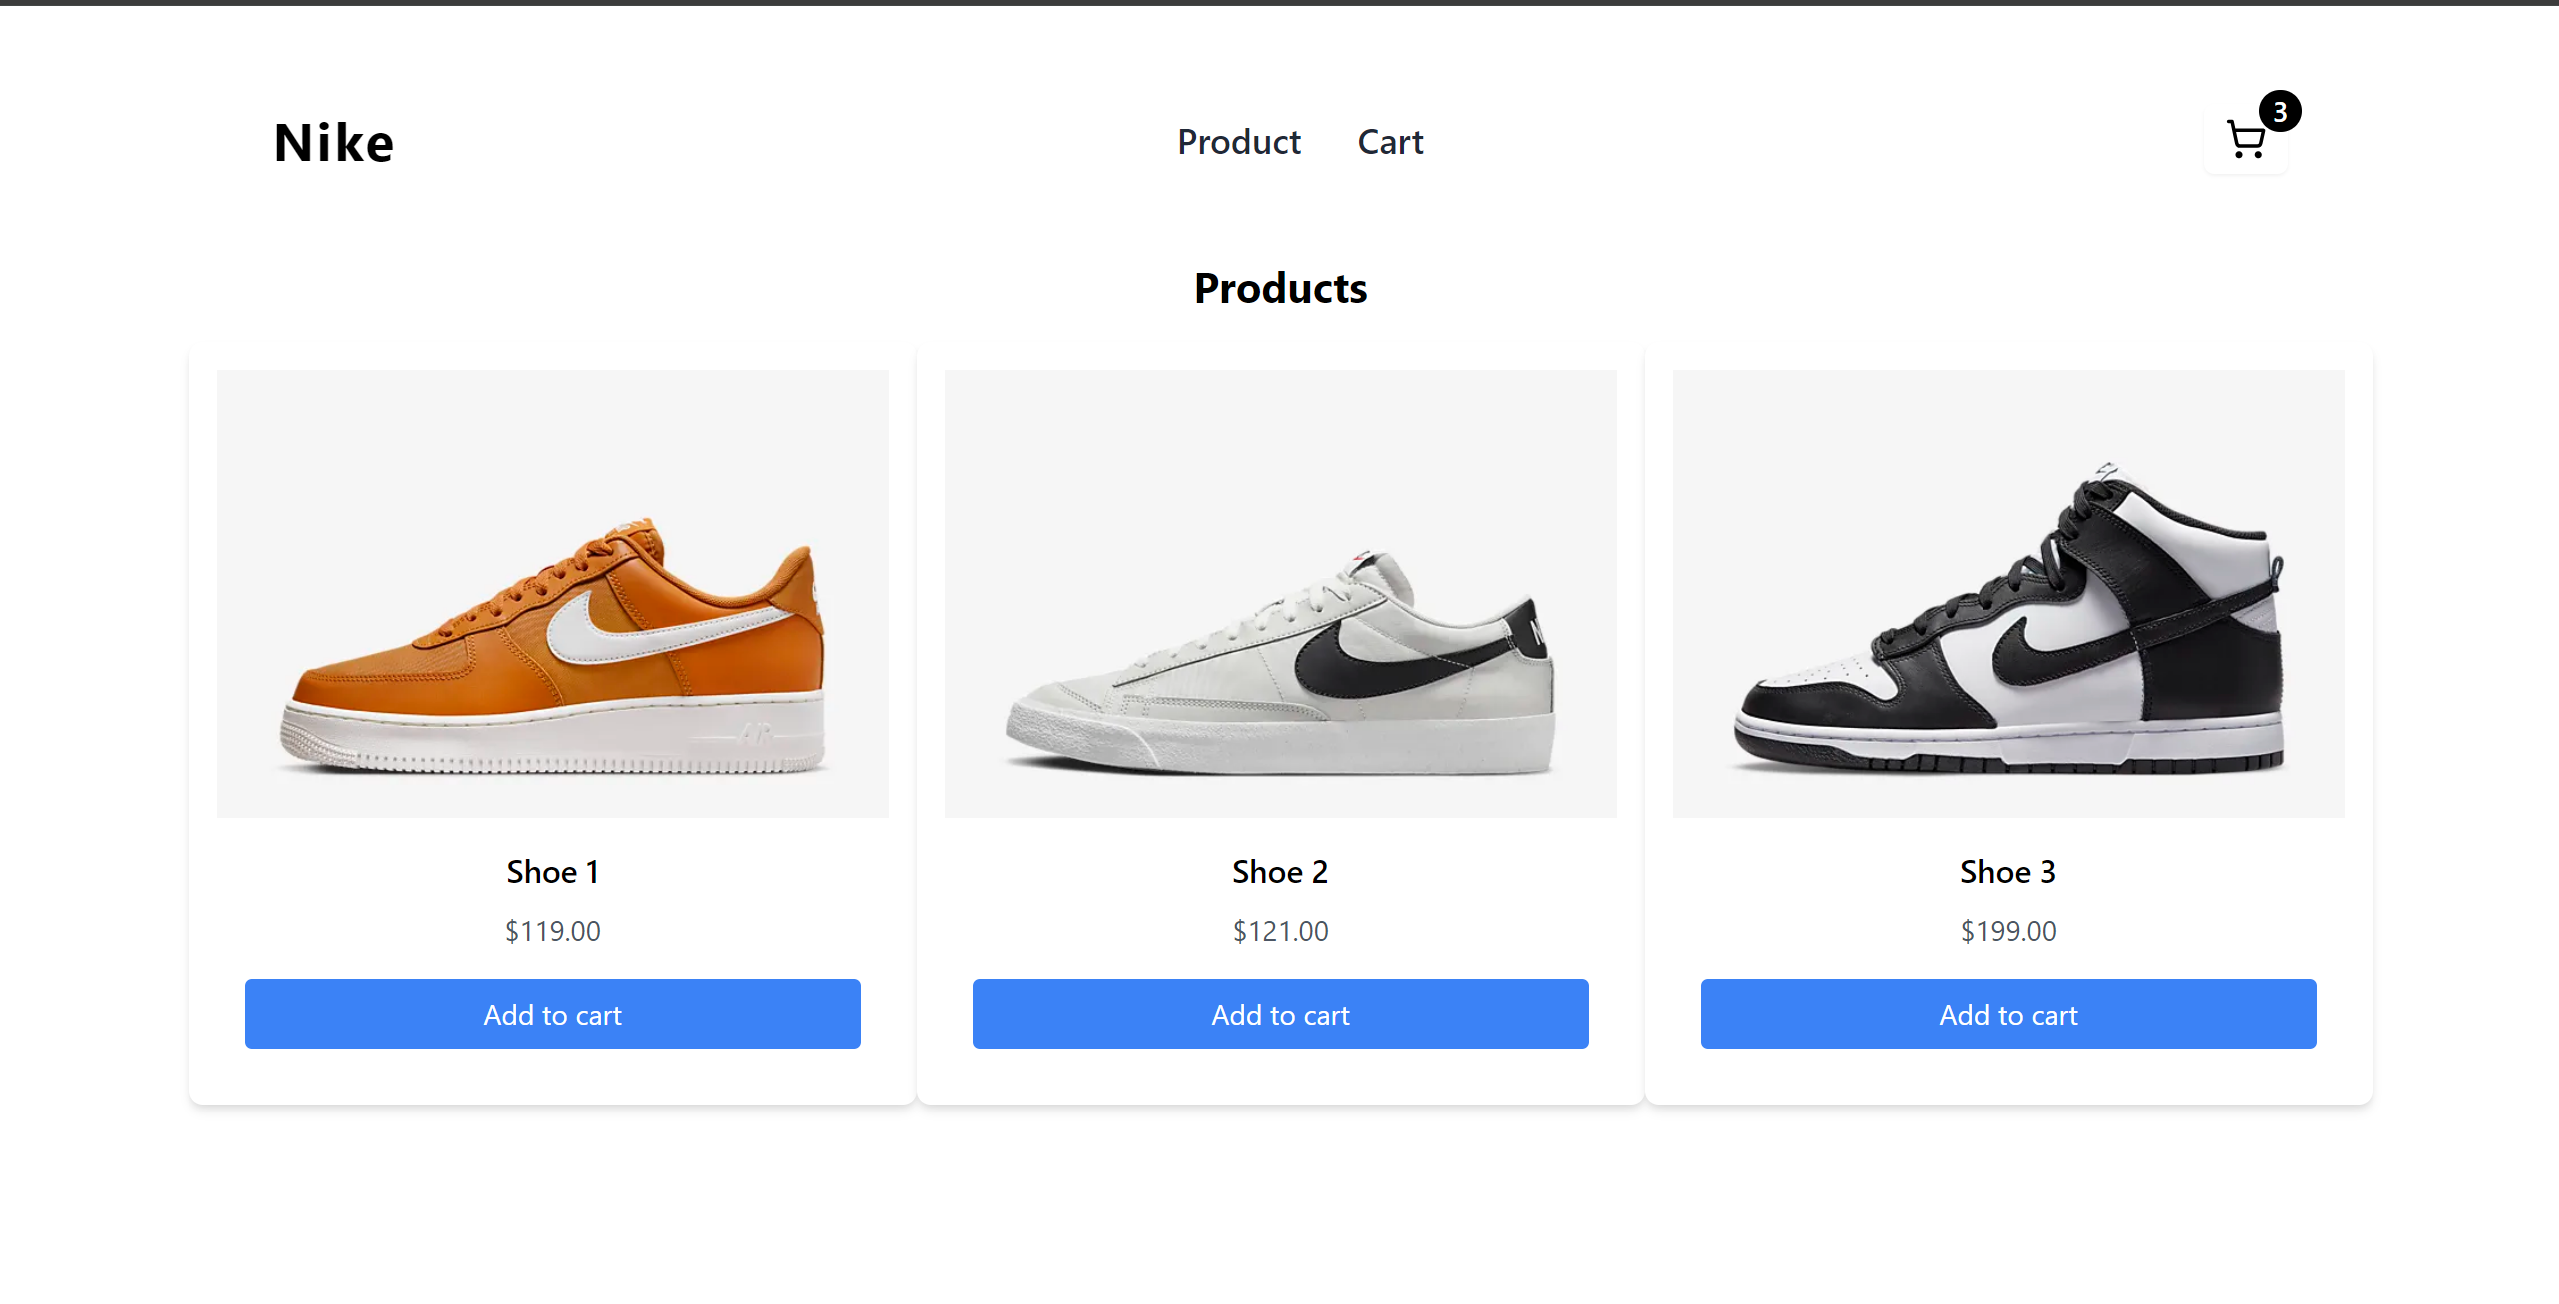 Nike
Product
Cart
3
Products
Shoe 1
$119.00
Add to cart
Shoe 2
$121.00
Add to cart
Shoe 3
$199.00
Add to cart
AIR